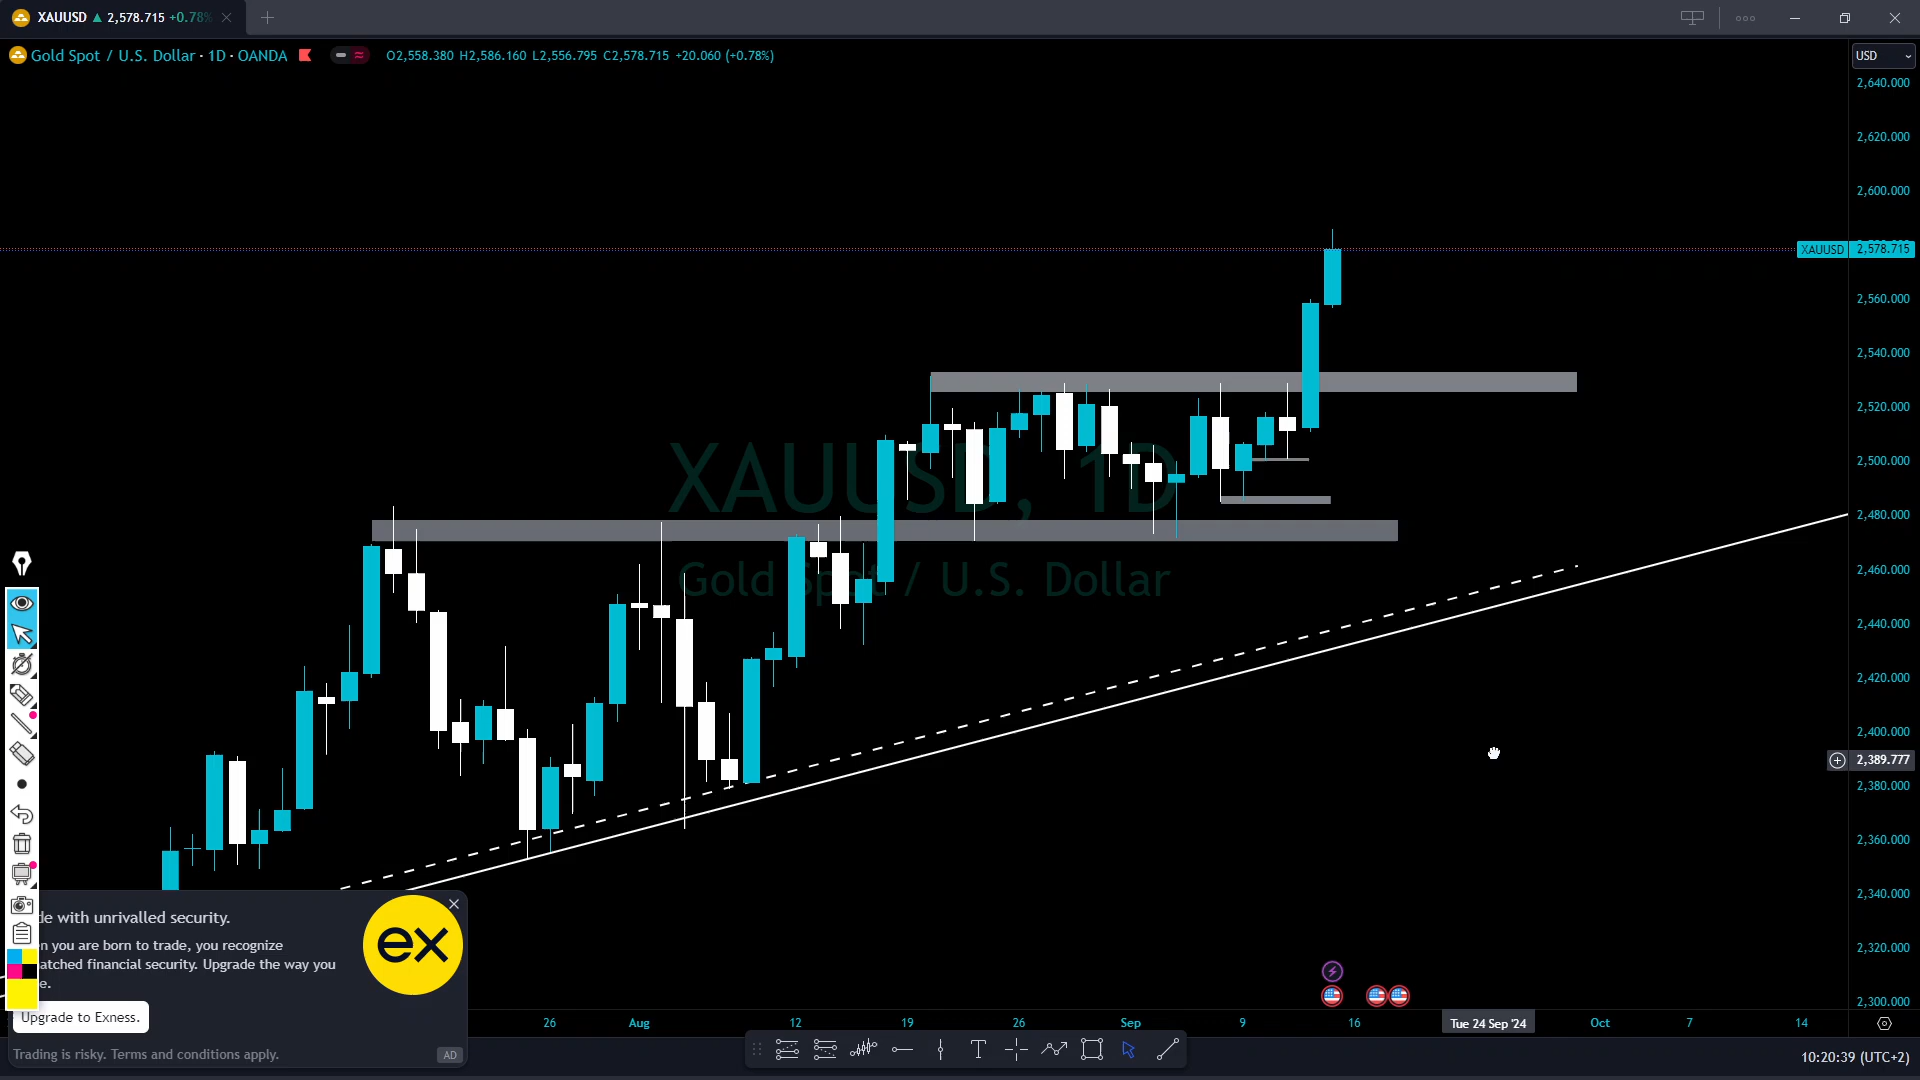 XAUUSD ▲ 2,578.715 +0.78%
Gold Spot / U.S. Dollar · 1D · OANDA
O2,558.380 H2,586.160 L2,556.795 C2,578.715 +20.060 (+0.78%)
USD
2,640.000
2,620.000
2,600.000
XAUUSD 2,578.715
2,560.000
2,540.000
2,520.000
2,500.000
2,480.000
2,460.000
2,440.000
2,420.000
2,400.000
2,389.777
2,380.000
2,360.000
2,340.000
2,320.000
2,300.000
XAUUSD, 1D
Gold Spot / U.S. Dollar
de with unrivalled security.
n you are born to trade, you recognize
atched financial security. Upgrade the way you
e.
ex
Upgrade to Exness.
Trading is risky. Terms and conditions apply.
AD
26 Aug 12 19 26 Sep 9 16 Tue 24 Sep '24 Oct 7 14
10:20:39 (UTC+2)